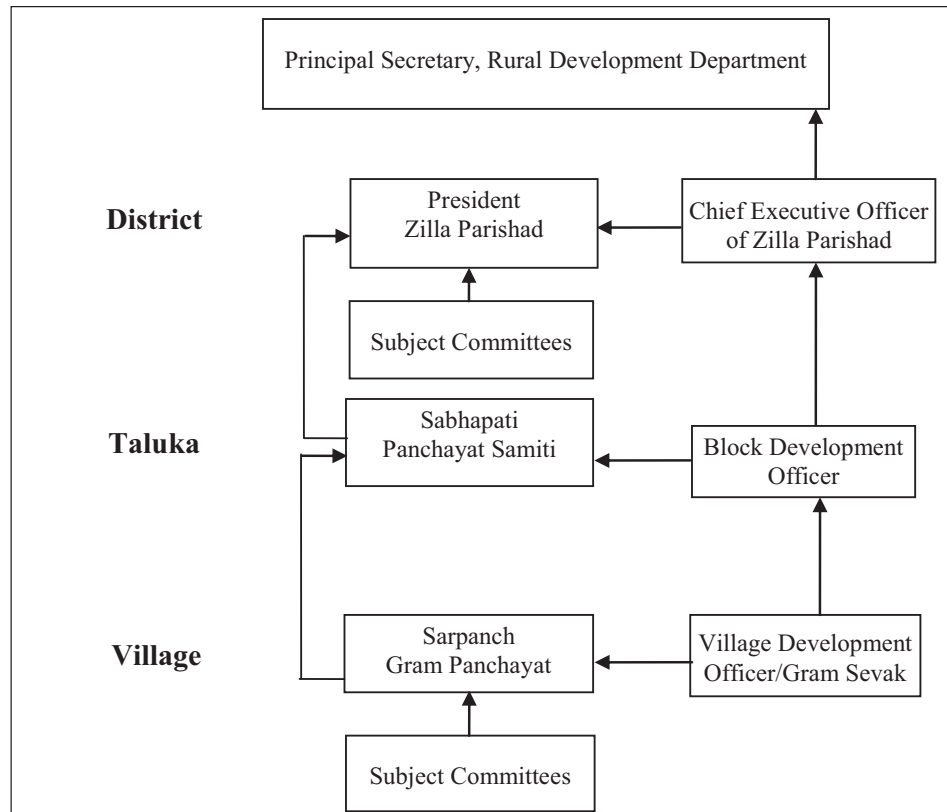 Principal Secretary, Rural Development Department
District
President
Zilla Parishad
Chief Executive Officer
of Zilla Parishad
Subject Committees
Taluka
Sabhapati
Panchayat Samiti
Block Development
Officer
Village
Sarpanch
Gram Panchayat
Village Development
Officer/Gram Sevak
Subject Committees